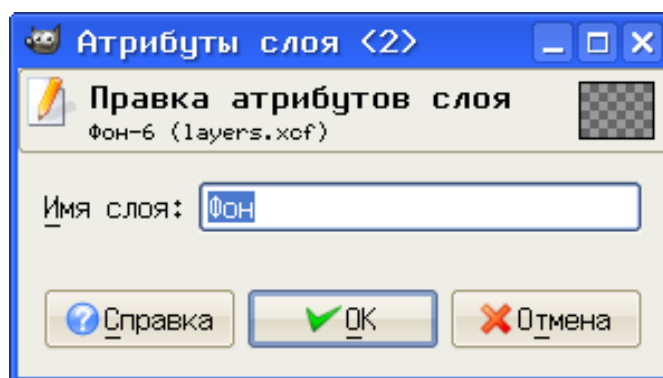 Атрибуты слоя <2>
Правка атрибутов слоя
Фон-6 (layers.xcf)
Имя слоя: Фон
Справка OK Отмена